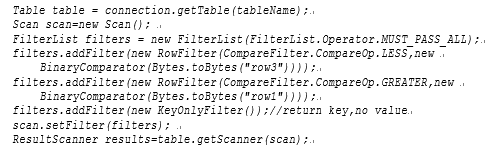 Table table = connection.getTable(tableName);
Scan scan=new Scan();
FilterList filters = new FilterList(FilterList.Operator.MUST_PASS_ALL);
filters.addFilter(new RowFilter(CompareFilter.CompareOp.LESS,new
BinaryComparator(Bytes.toBytes("row3"))));
filters.addFilter(new RowFilter(CompareFilter.CompareOp.GREATER,new
BinaryComparator(Bytes.toBytes("row1"))));
filters.addFilter(new KeyOnlyFilter());//return key,no value
scan.setFilter(filters);
ResultScanner results=table.getScanner(scan);